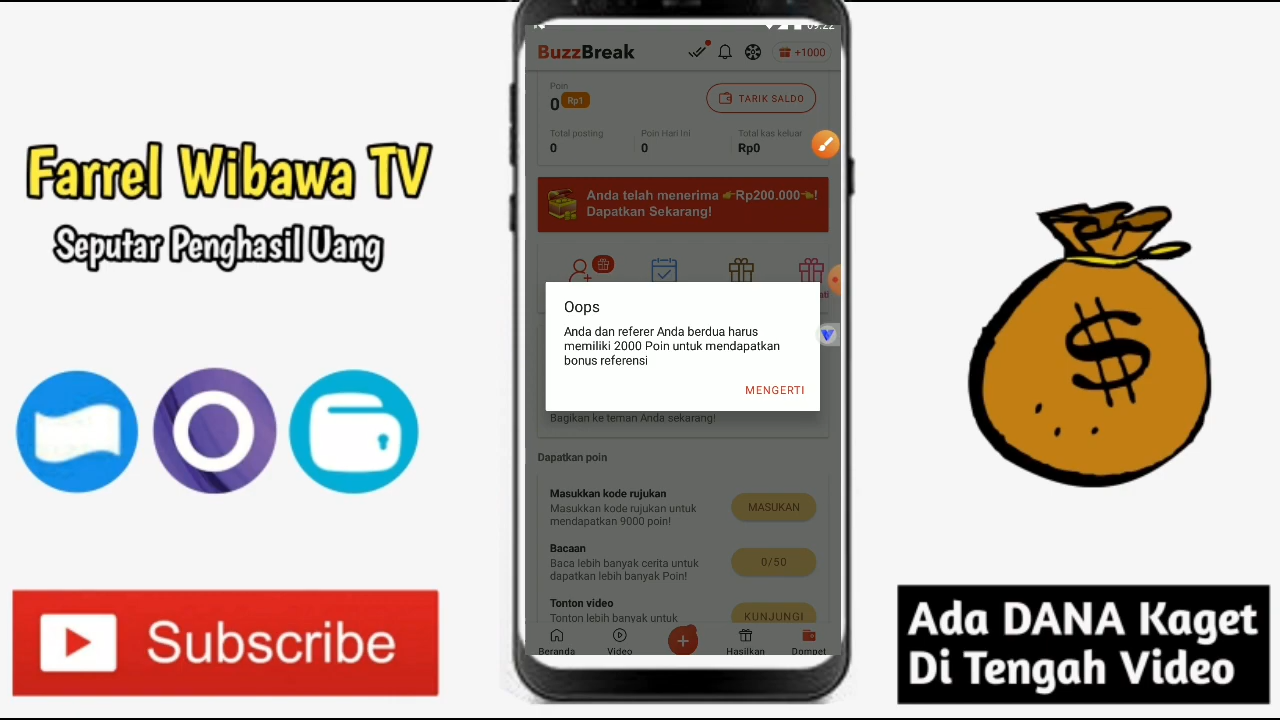 Farrel Wibawa TV
Seputar Penghasil Uang
Subscribe
09.22
BuzzBreak
+1000
Poin
0 Rp1
TARIK SALDO
Total posting
Poin Hari Ini
Total kas keluar
0
0
Rp0
Anda telah menerima 👉Rp200.000👈!
Dapatkan Sekarang!
Oops
Anda dan referer Anda berdua harus
memiliki 2000 Poin untuk mendapatkan
bonus referensi
MENGERTI
Bagikan ke teman Anda sekarang!
Dapatkan poin
Masukkan kode rujukan
Masukkan kode rujukan untuk
mendapatkan 9000 poin!
MASUKAN
Bacaan
Baca lebih banyak cerita untuk
dapatkan lebih banyak Poin!
0/50
Tonton video
Tonton lebih banyak untuk
KUNJUNGI
Beranda
Video
Hasilkan
Dompet
$
Ada DANA Kaget
Di Tengah Video